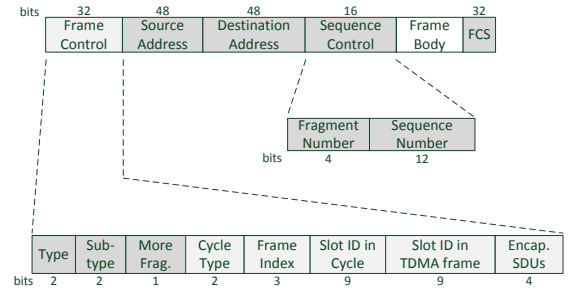 bits 32 48 48 16 32
Frame Control
Source Address
Destination Address
Sequence Control
Frame Body
FCS
Fragment Number
Sequence Number
bits 4 12
Type
Sub-
type
More Frag.
Cycle Type
Frame Index
Slot ID in Cycle
Slot ID in TDMA frame
Encap. SDUs
bits 2 2 1 2 3 9 9 4